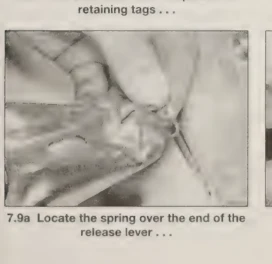 retaining tags . . .
7.9a Locate the spring over the end of the
release lever . . .